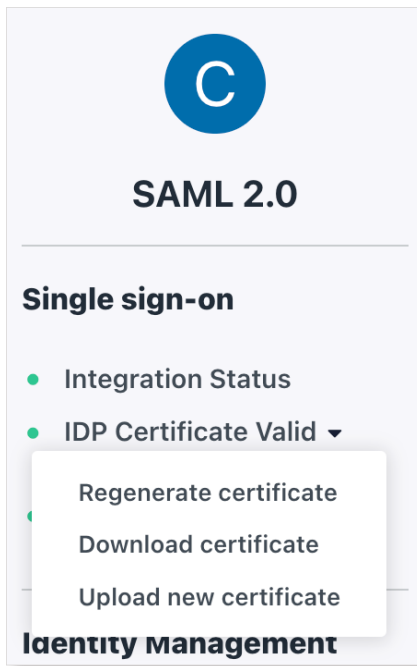 C
SAML 2.0
Single sign-on
Integration Status
IDP Certificate Valid
Regenerate certificate
Download certificate
Upload new certificate
Identity Management